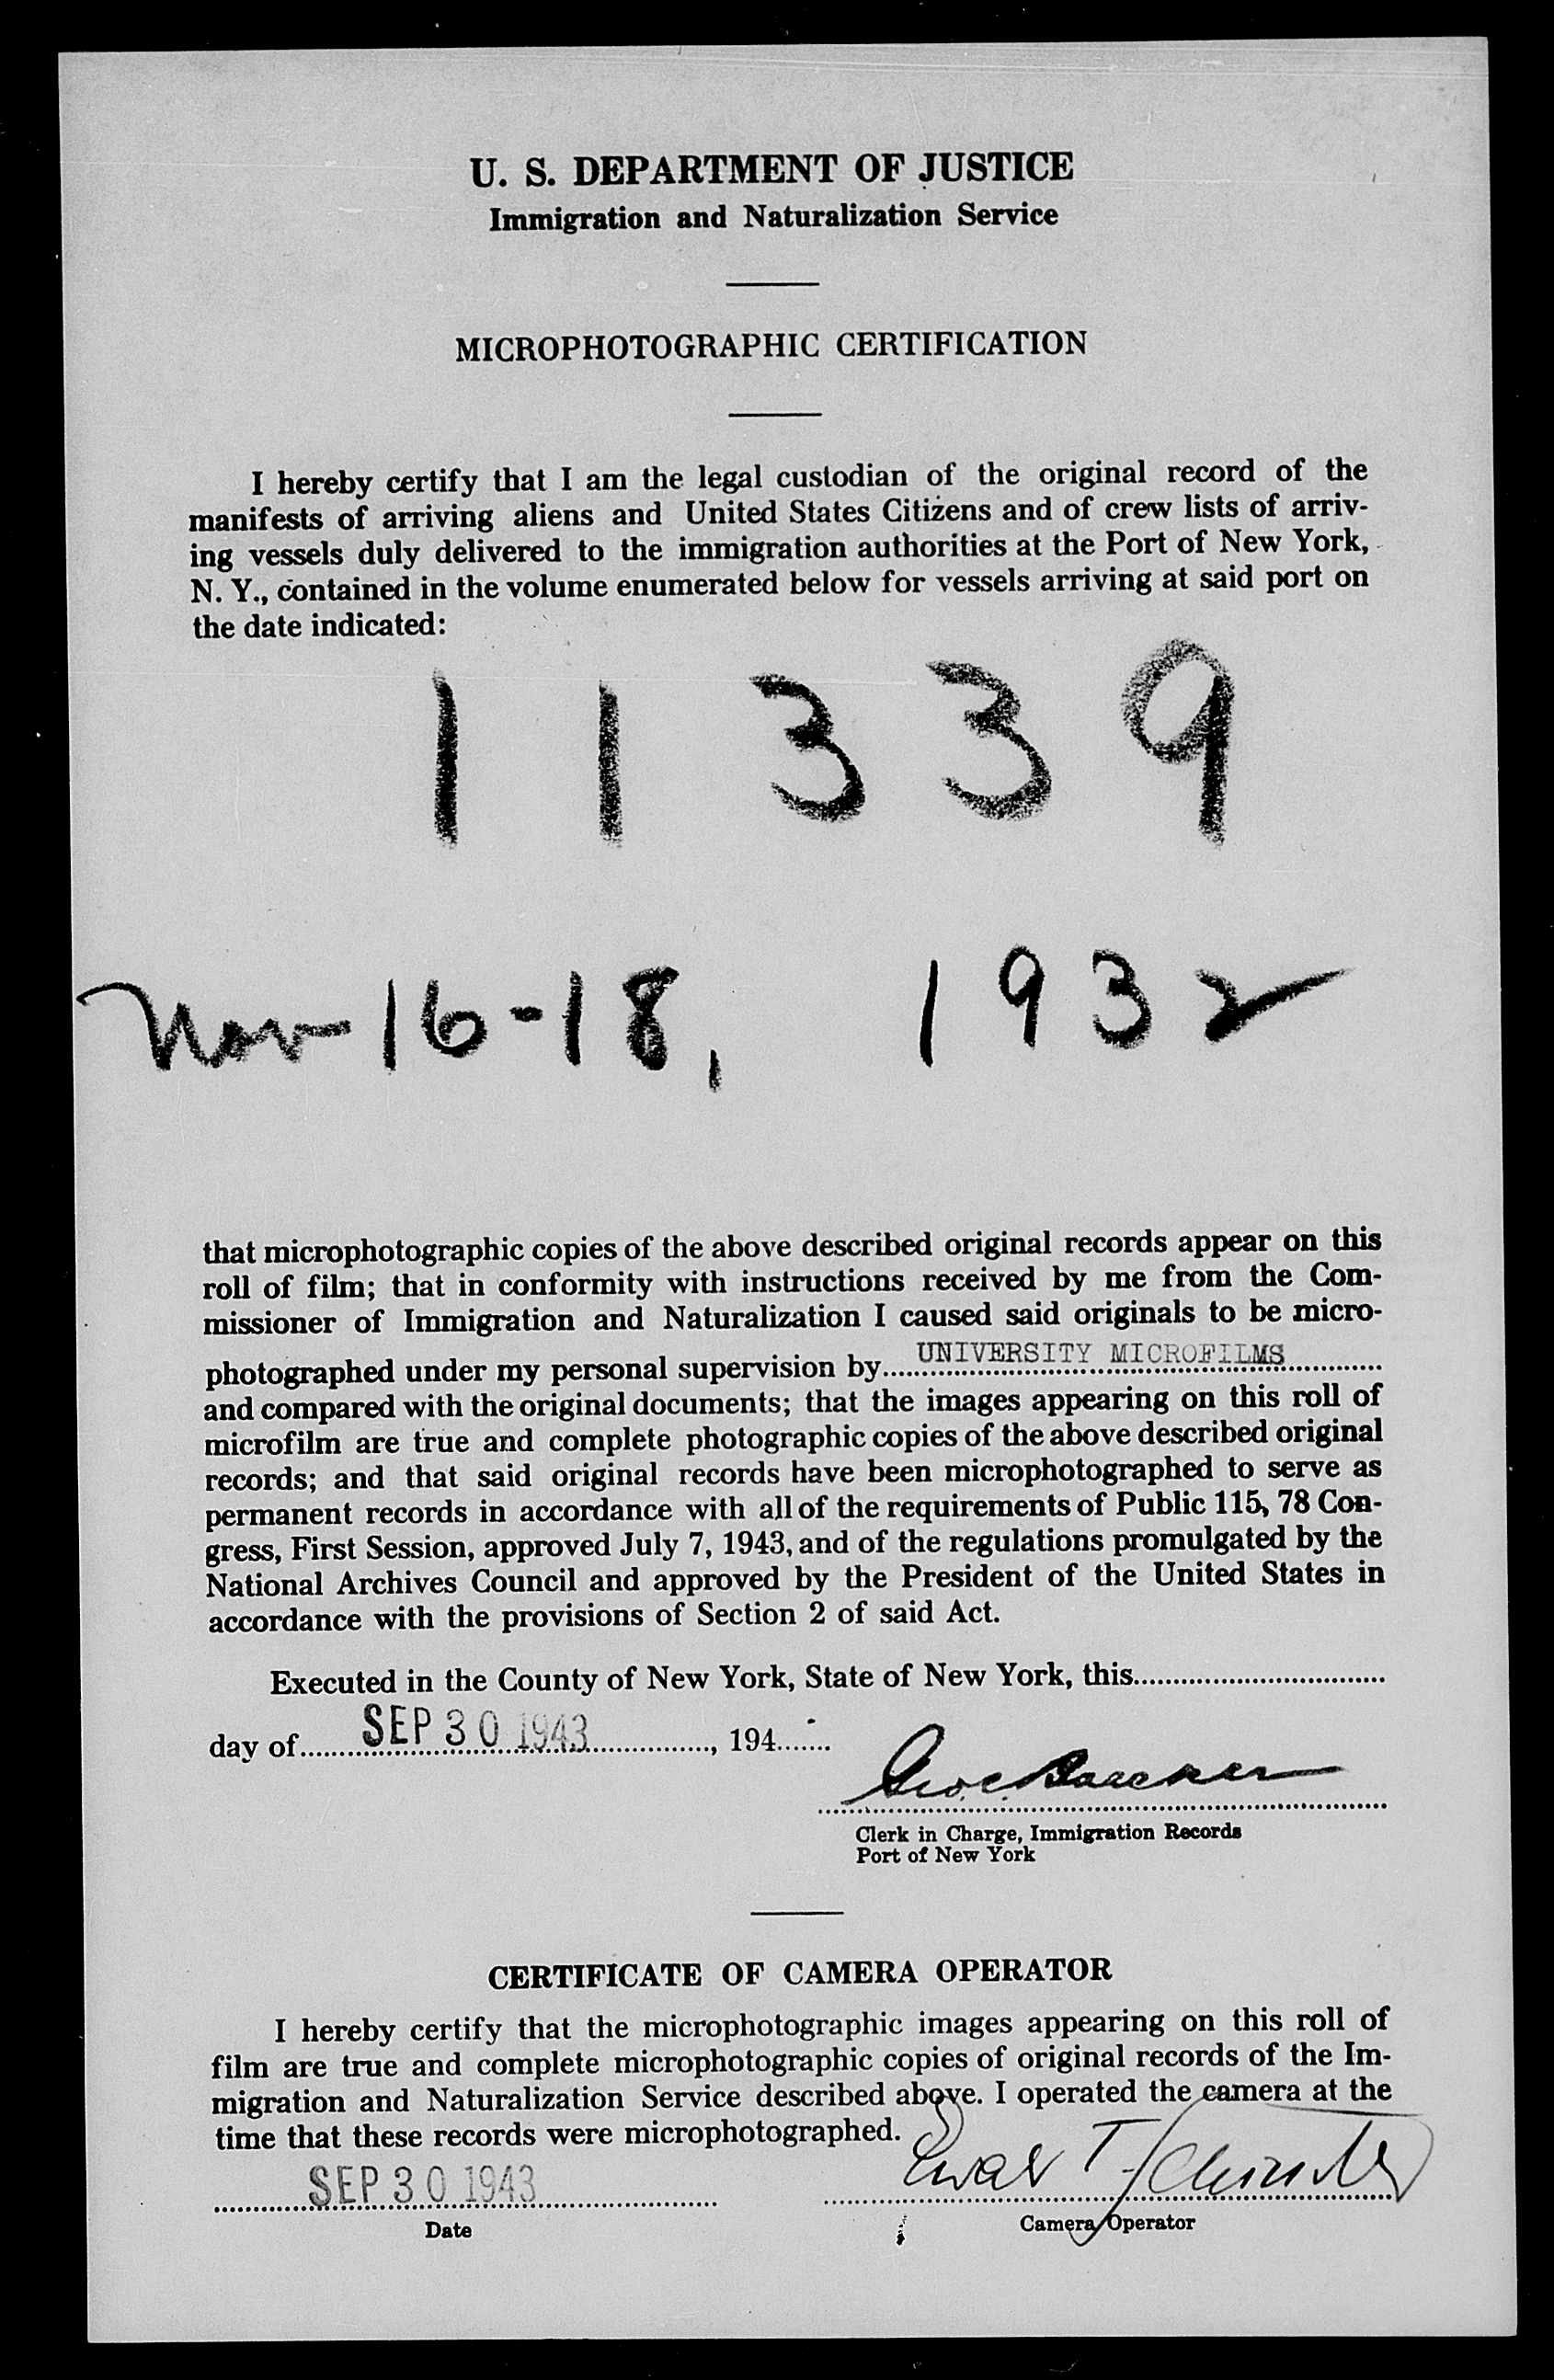 U. S. DEPARTMENT OF JUSTICE
Immigration and Naturalization Service
MICROPHOTOGRAPHIC CERTIFICATION
I hereby certify that I am the legal custodian of the original record of the
manifests of arriving aliens and United States Citizens and of crew lists of arriv-
ing vessels duly delivered to the immigration authorities at the Port of New York,
N. Y., contained in the volume enumerated below for vessels arriving at said port on
the date indicated:
11339
Nov 16-18, 1932
that microphotographic copies of the above described original records appear on this
roll of film; that in conformity with instructions received by me from the Com-
missioner of Immigration and Naturalization I caused said originals to be micro-
photographed under my personal supervision by UNIVERSITY MICROFILMS
and compared with the original documents; that the images appearing on this roll of
microfilm are true and complete photographic copies of the above described original
records; and that said original records have been microphotographed to serve as
permanent records in accordance with all of the requirements of Public 115, 78 Con-
gress, First Session, approved July 7, 1943, and of the regulations promulgated by the
National Archives Council and approved by the President of the United States in
accordance with the provisions of Section 2 of said Act.
Executed in the County of New York, State of New York, this
day of SEP 30 1943, 194
Clerk in Charge, Immigration Records
Port of New York
CERTIFICATE OF CAMERA OPERATOR
I hereby certify that the microphotographic images appearing on this roll of
film are true and complete microphotographic copies of original records of the Im-
migration and Naturalization Service described above. I operated the camera at the
time that these records were microphotographed.
SEP 30 1943
Date
Camera Operator